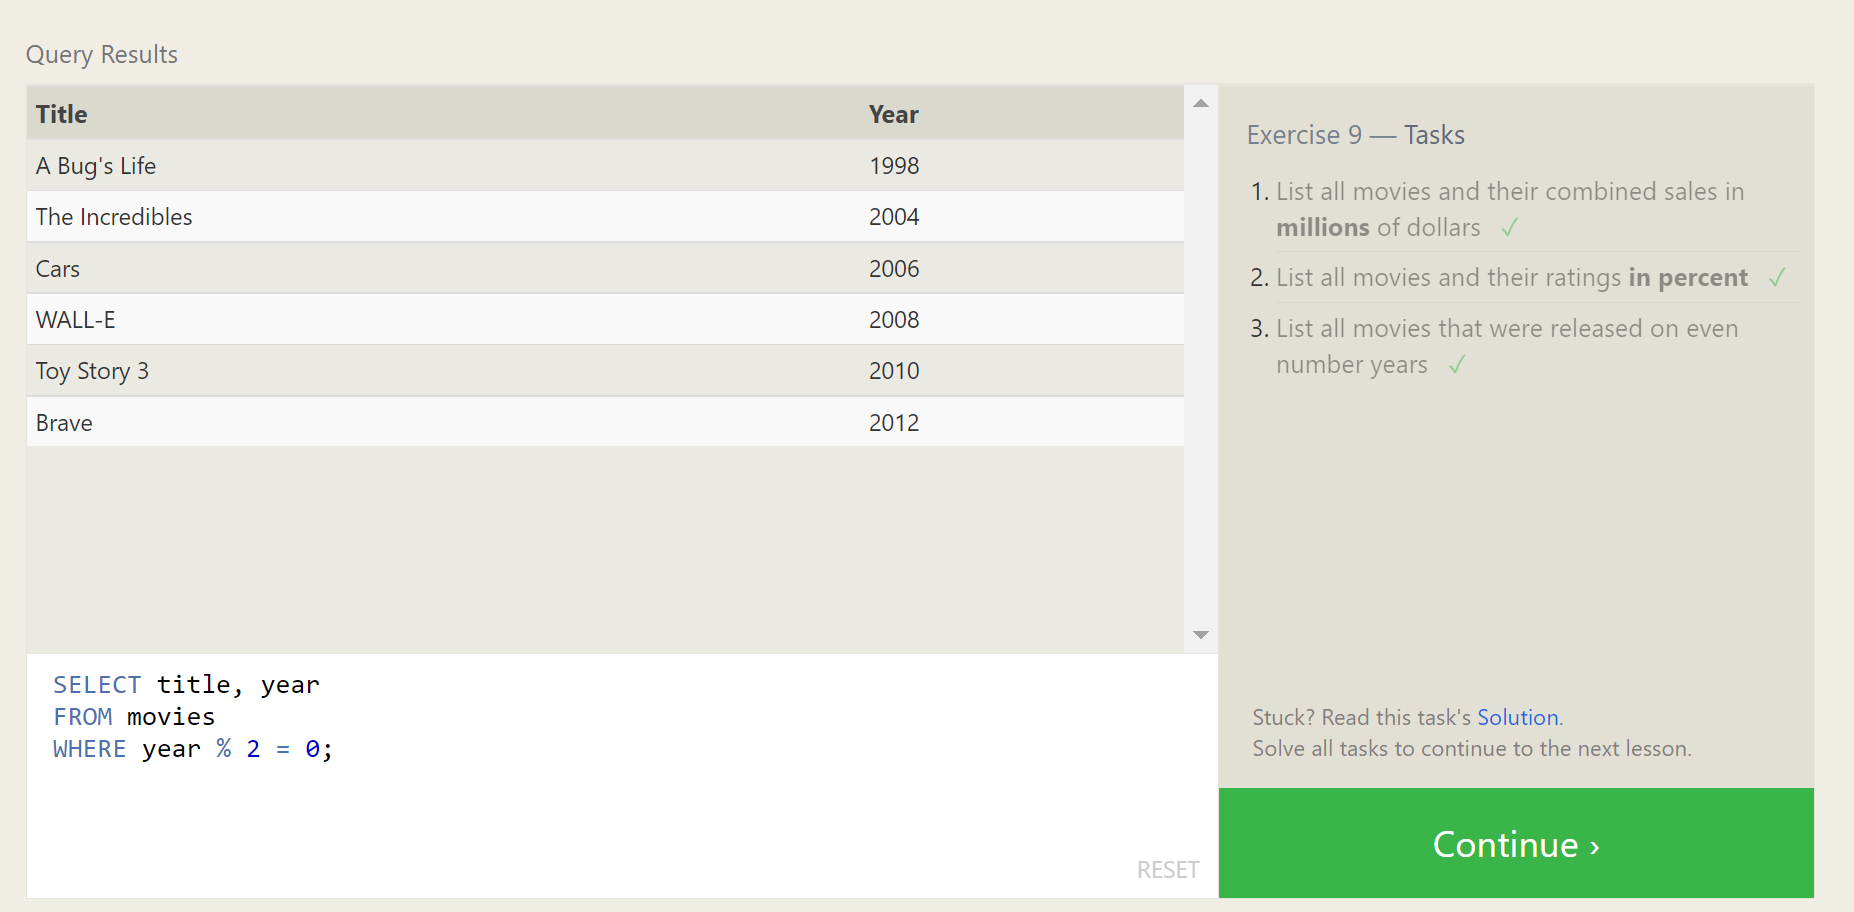 Query Results
Title Year
A Bug's Life 1998
The Incredibles 2004
Cars 2006
WALL-E 2008
Toy Story 3 2010
Brave 2012
SELECT title, year
FROM movies
WHERE year % 2 = 0;
RESET
Exercise 9 — Tasks
1. List all movies and their combined sales in
millions of dollars ✓
2. List all movies and their ratings in percent ✓
3. List all movies that were released on even
number years ✓
Stuck? Read this task's Solution.
Solve all tasks to continue to the next lesson.
Continue ›